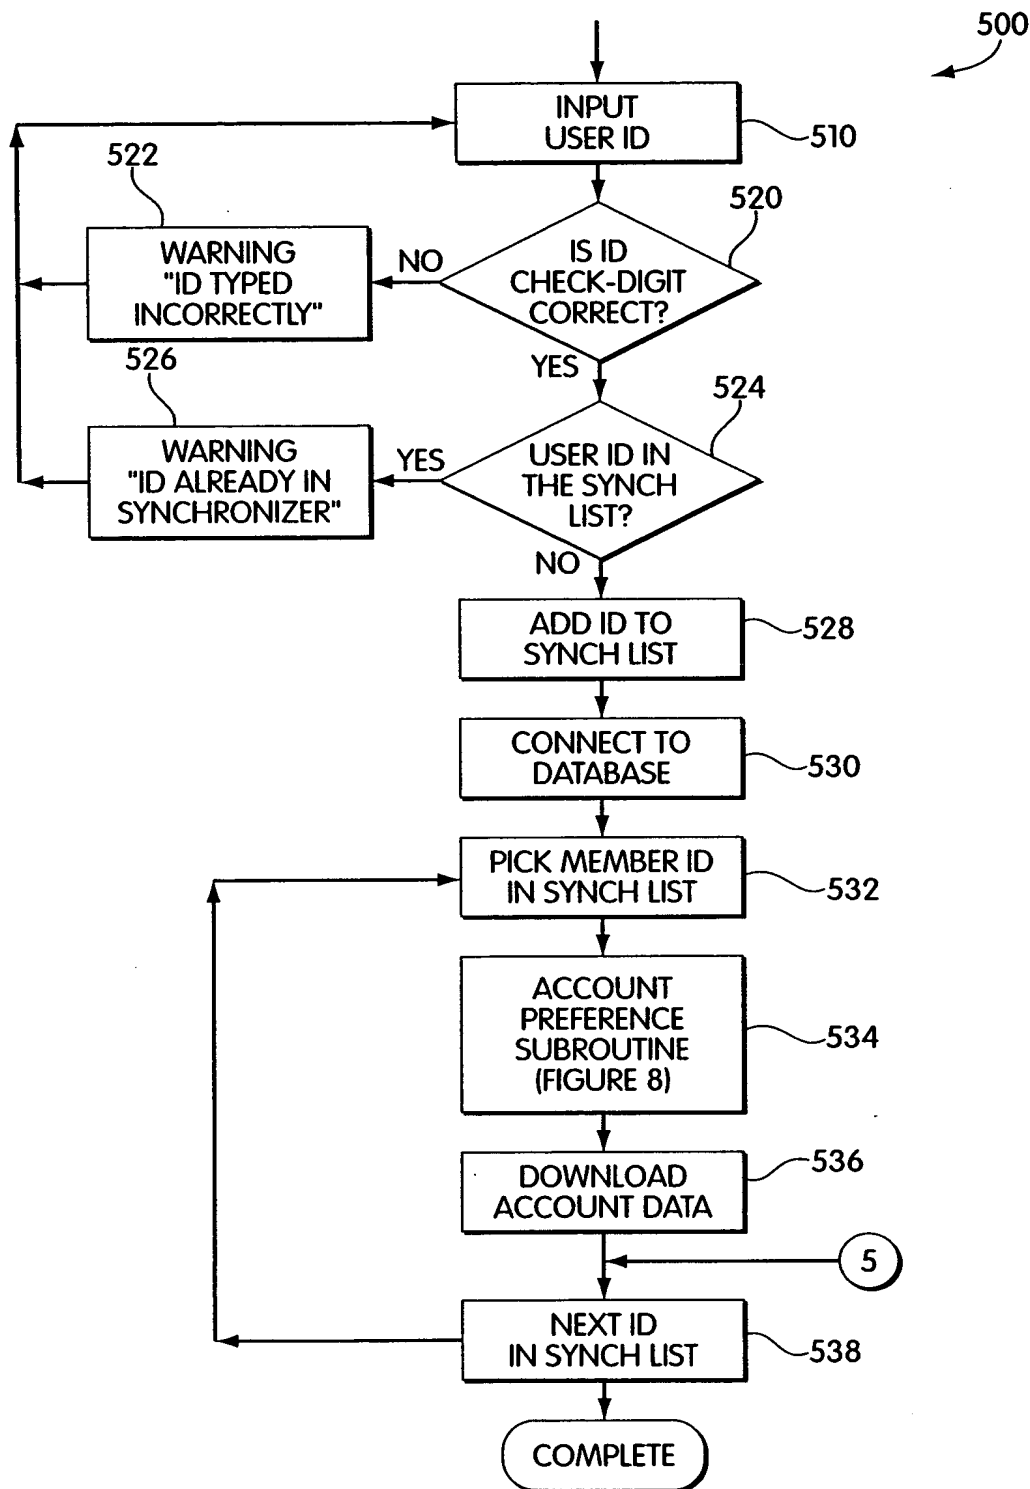 500
INPUT
USER ID
510
522
520
WARNING
"ID TYPED
INCORRECTLY"
NO
IS ID
CHECK-DIGIT
CORRECT?
YES
526
524
WARNING
"ID ALREADY IN
SYNCHRONIZER"
YES
USER ID IN
THE SYNCH
LIST?
NO
ADD ID TO
SYNCH LIST
528
CONNECT TO
DATABASE
530
PICK MEMBER ID
IN SYNCH LIST
532
ACCOUNT
PREFERENCE
SUBROUTINE
(FIGURE 8)
534
DOWNLOAD
ACCOUNT DATA
536
5
NEXT ID
IN SYNCH LIST
538
COMPLETE